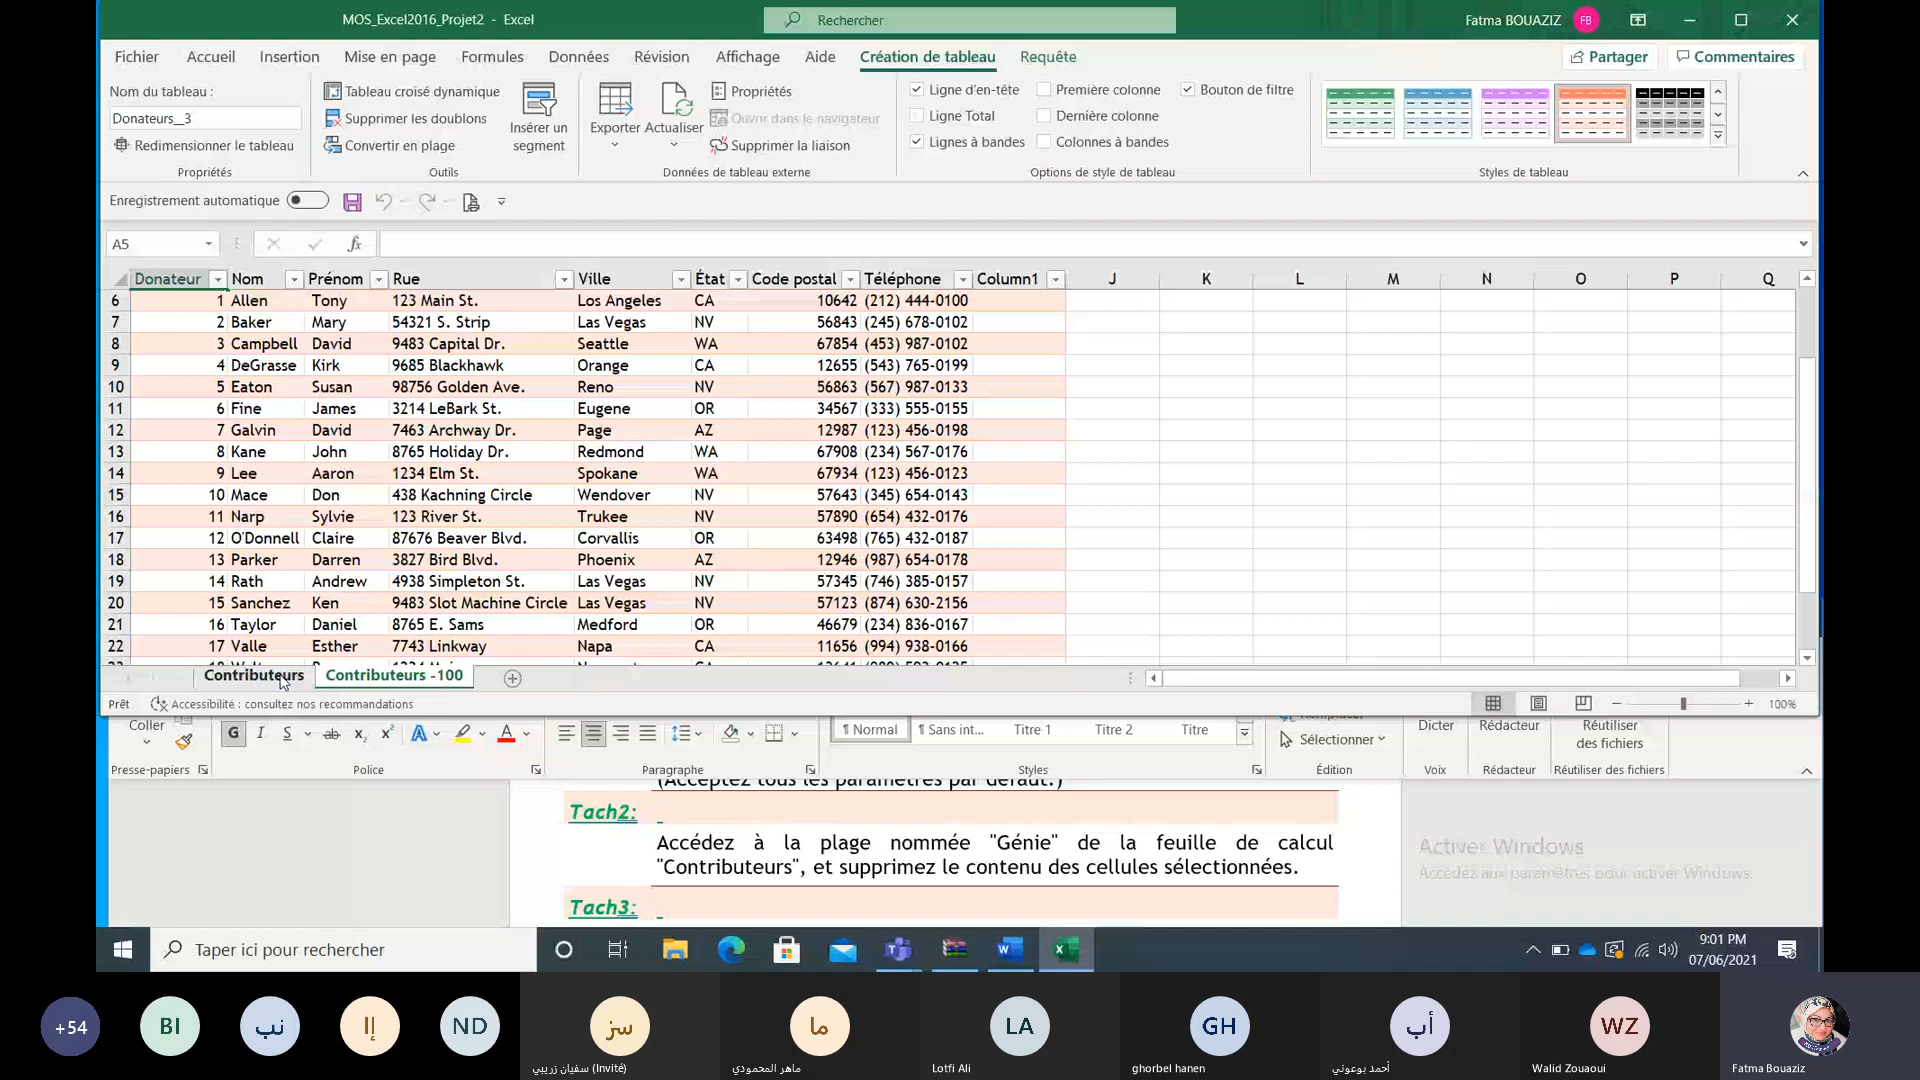 MOS_Excel2016_Projet2 - Excel
Rechercher
Fatma BOUAZIZ FB
Fichier Accueil Insertion Mise en page Formules Données Révision Affichage Aide Création de tableau Requête Partager Commentaires
Nom du tableau :
Donateurs__3
Redimensionner le tableau
Propriétés
Tableau croisé dynamique
Supprimer les doublons
Convertir en plage
Insérer un segment
Outils
Exporter Actualiser
Propriétés
Ouvrir dans le navigateur
Supprimer la liaison
Données de tableau externe
Ligne d'en-tête Première colonne Bouton de filtre
Ligne Total Dernière colonne
Lignes à bandes Colonnes à bandes
Options de style de tableau
Styles de tableau
Enregistrement automatique
A5 fx
Donateur Nom Prénom Rue Ville État Code postal Téléphone Column1 J K L M N O P Q
6 1 Allen Tony 123 Main St. Los Angeles CA 10642 (212) 444-0100
7 2 Baker Mary 54321 S. Strip Las Vegas NV 56843 (245) 678-0102
8 3 Campbell David 9483 Capital Dr. Seattle WA 67854 (453) 987-0102
9 4 DeGrasse Kirk 9685 Blackhawk Orange CA 12655 (543) 765-0199
10 5 Eaton Susan 98756 Golden Ave. Reno NV 56863 (567) 987-0133
11 6 Fine James 3214 LeBark St. Eugene OR 34567 (333) 555-0155
12 7 Galvin David 7463 Archway Dr. Page AZ 12987 (123) 456-0198
13 8 Kane John 8765 Holiday Dr. Redmond WA 67908 (234) 567-0176
14 9 Lee Aaron 1234 Elm St. Spokane WA 67934 (123) 456-0123
15 10 Mace Don 438 Kachning Circle Wendover NV 57643 (345) 654-0143
16 11 Narp Sylvie 123 River St. Trukee NV 57890 (654) 432-0176
17 12 O'Donnell Claire 87676 Beaver Blvd. Corvallis OR 63498 (765) 432-0187
18 13 Parker Darren 3827 Bird Blvd. Phoenix AZ 12946 (987) 654-0178
19 14 Rath Andrew 4938 Simpleton St. Las Vegas NV 57345 (746) 385-0157
20 15 Sanchez Ken 9483 Slot Machine Circle Las Vegas NV 57123 (874) 630-2156
21 16 Taylor Daniel 8765 E. Sams Medford OR 46679 (234) 836-0167
22 17 Valle Esther 7743 Linkway Napa CA 11656 (994) 938-0166
Contributeurs Contributeurs -100
Prêt Accessibilité : consultez nos recommandations 100%
Coller
Presse-papiers
G I S ab x₂ x² A A
Police
Paragraphe
¶ Normal ¶ Sans int... Titre 1 Titre 2 Titre
Styles
Sélectionner
Édition
Dicter
Voix
Rédacteur
Rédacteur
Réutiliser des fichiers
Réutiliser des fichiers
(Acceptez tous les paramètres par défaut.)
Tach2:
Accédez à la plage nommée "Génie" de la feuille de calcul
"Contributeurs", et supprimez le contenu des cellules sélectionnées.
Tach3:
Activer Windows
Accédez aux paramètres pour activer Windows.
Taper ici pour rechercher
9:01 PM
07/06/2021
+54 BI نب إا ND سز ما LA GH أب WZ
سفيان زريبي (Invité) ماهر المحمودي Lotfi Ali ghorbel hanen أحمد بوعوني Walid Zouaoui Fatma Bouaziz